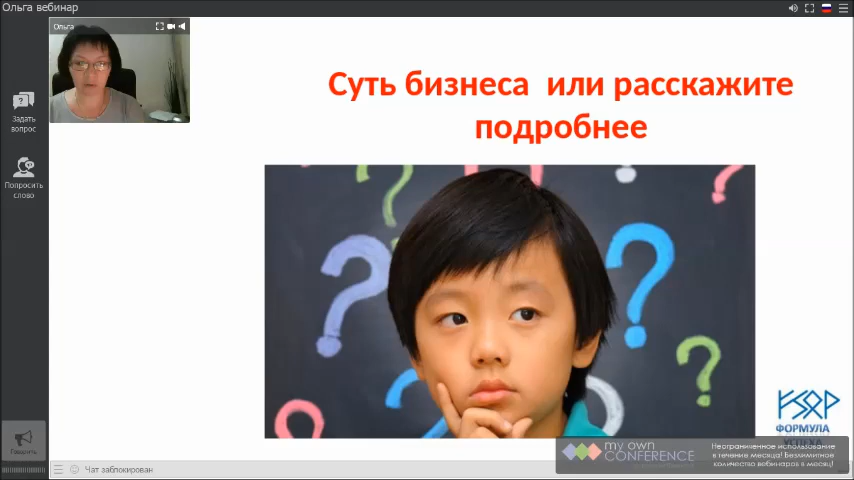 Ольга вебинар
Ольга
Задать
вопрос
Попросить
слово
Говорить
Суть бизнеса или расскажите
подробнее
ФОРМУЛА
УСПЕХА
my own
CONFERENCE
Неограниченное использование
в течение месяца! Безлимитное
количество вебинаров в месяц!
Чат заблокирован